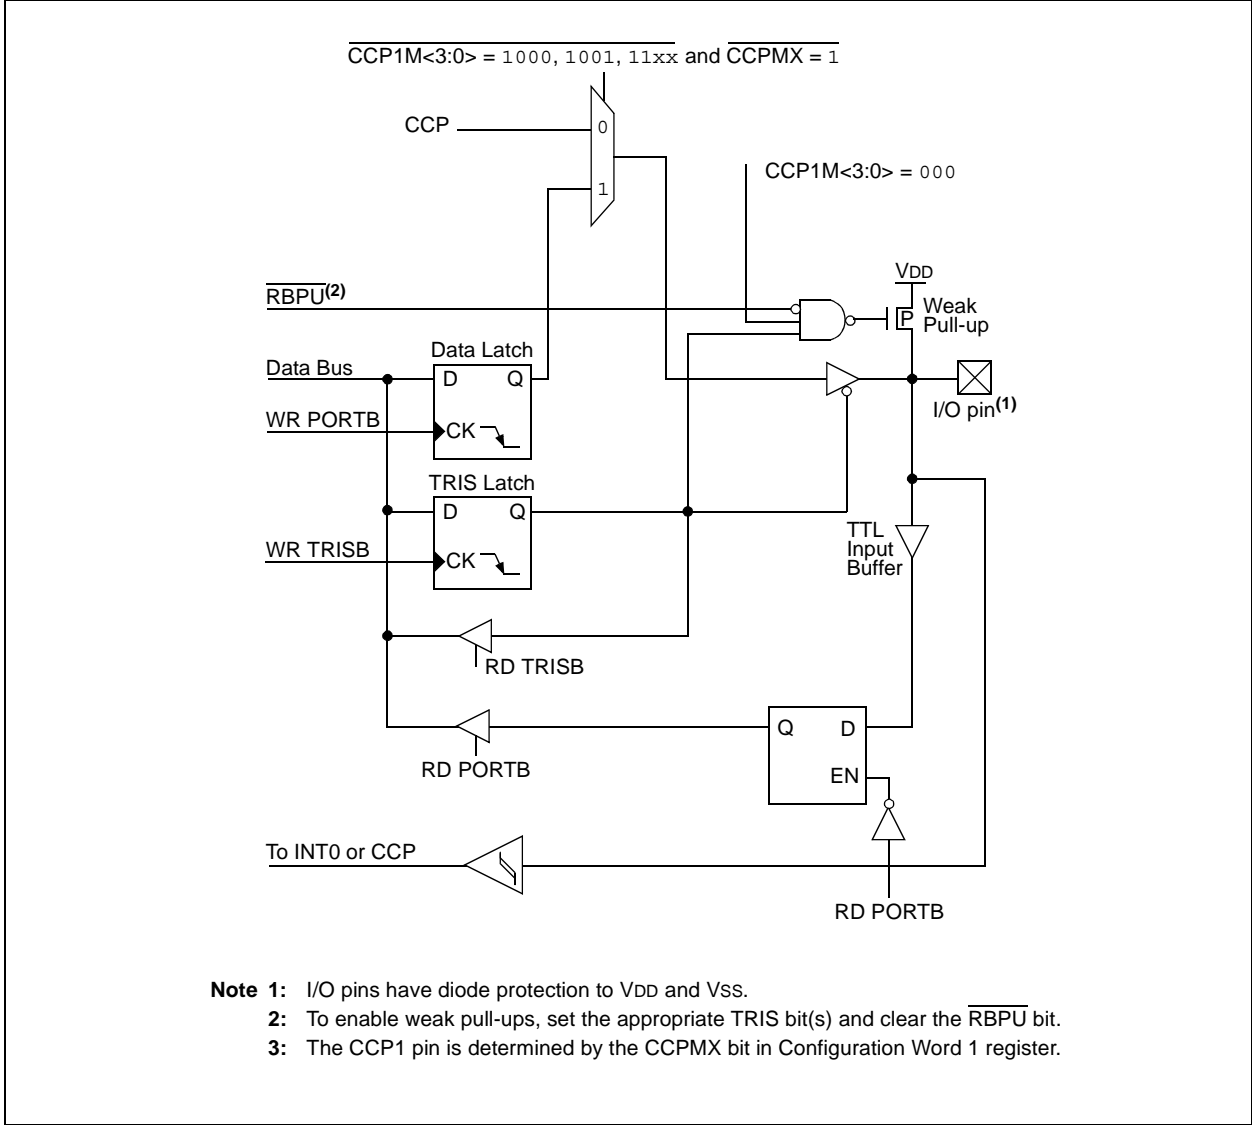 CCP1M<3:0> = 1000, 1001, 11xx and CCPMX = 1
CCP
0
1
CCP1M<3:0> = 000
VDD
RBPU(2)
Weak
Pull-up
P
Data Latch
Data Bus
D Q
I/O pin(1)
WR PORTB
CK
TRIS Latch
D Q
TTL
Input
Buffer
WR TRISB
CK
RD TRISB
Q D
RD PORTB
EN
To INT0 or CCP
RD PORTB
Note 1: I/O pins have diode protection to VDD and VSS.
2: To enable weak pull-ups, set the appropriate TRIS bit(s) and clear the RBPU bit.
3: The CCP1 pin is determined by the CCPMX bit in Configuration Word 1 register.